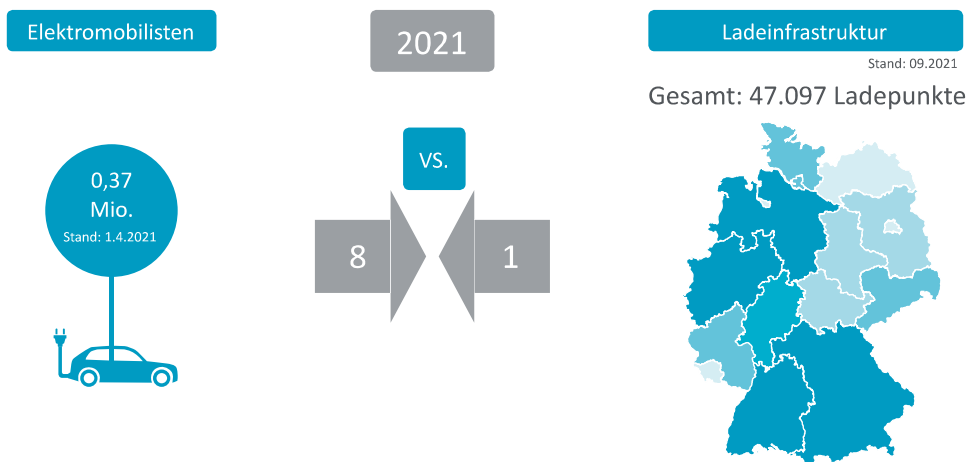 Elektromobilisten
2021
Ladeinfrastruktur
Stand: 09.2021
Gesamt: 47.097 Ladepunkte
VS.
0,37
Mio.
Stand: 1.4.2021
8
1